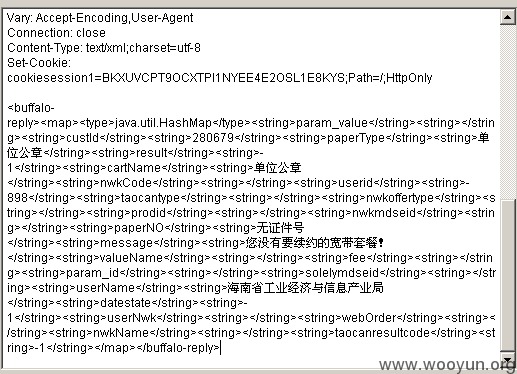 Vary: Accept-Encoding,User-Agent
Connection: close
Content-Type: text/xml;charset=utf-8
Set-Cookie:
cookiesession1=BKXUVCPT9OCXTPI1NYEE4E2OSL1E8KYS;Path=/;HttpOnly
<buffalo-
reply><map><type>java.util.HashMap</type><string>param_value</string><string></strin
g><string>custId</string><string>280679</string><string>paperType</string><string>单
位公章</string><string>result</string><string>-
1</string><string>cartName</string><string>单位公章
</string><string>nwkCode</string><string></string><string>userid</string><string>-
898</string><string>taocantype</string><string></string><string>nwkoffertype</string><s
tring></string><string>prodid</string><string></string><string>nwkmdseid</string><strin
g></string><string>paperNO</string><string>无证件号
</string><string>message</string><string>您没有要续约的宽带套餐!
</string><string>valueName</string><string></string><string>fee</string><string></strin
g><string>param_id</string><string></string><string>solelymdseid</string><string></str
ing><string>userName</string><string>海南省工业经济与信息产业局
</string><string>datestate</string><string>-
1</string><string>userNwk</string><string></string><string>webOrder</string><string><
/string><string>nwkName</string><string></string><string>taocanresultcode</string><st
ring>-1</string></map></buffalo-reply>
www.wooyun.org